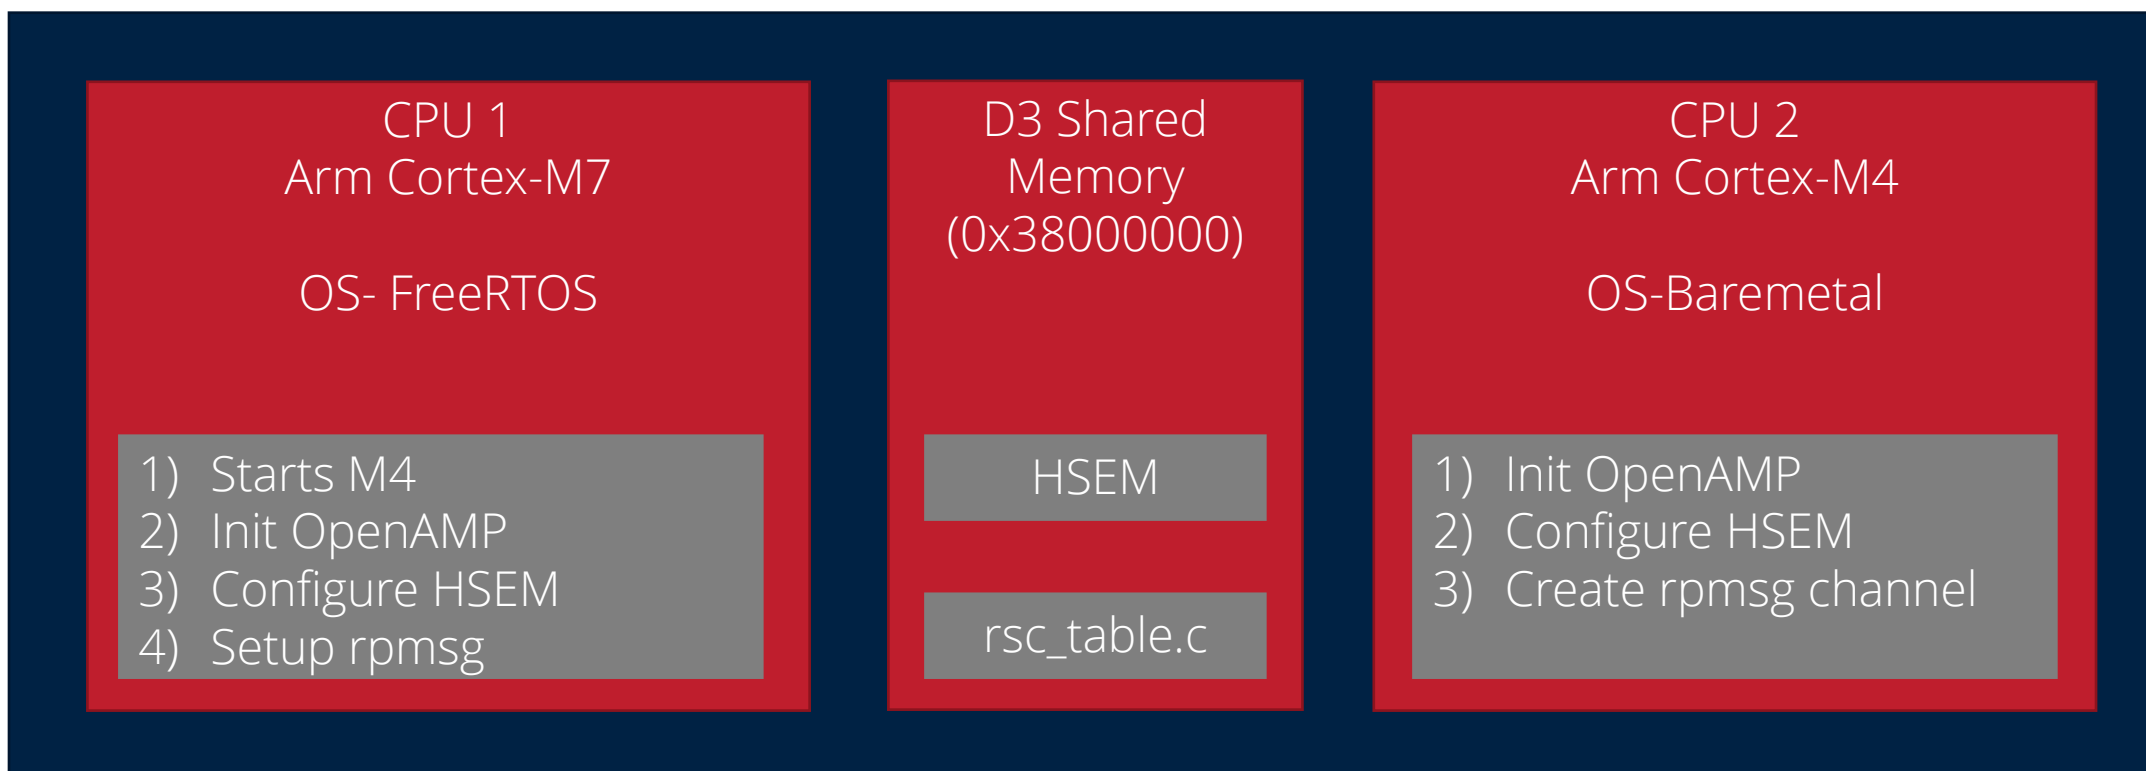 CPU 1
Arm Cortex-M7
OS- FreeRTOS
1) Starts M4
2) Init OpenAMP
3) Configure HSEM
4) Setup rpmsg
D3 Shared
Memory
(0x38000000)
HSEM
rsc_table.c
CPU 2
Arm Cortex-M4
OS-Baremetal
1) Init OpenAMP
2) Configure HSEM
3) Create rpmsg channel